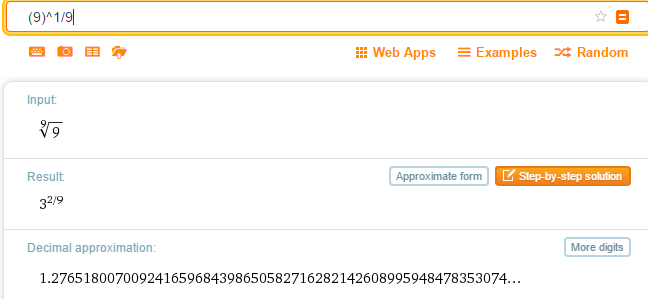 (9)^1/9
Web Apps Examples Random
Input:
⁹√9
Result: Approximate form Step-by-step solution
3^2/9
Decimal approximation: More digits
1.276518007009241659684398650582716282142608995948478353074...